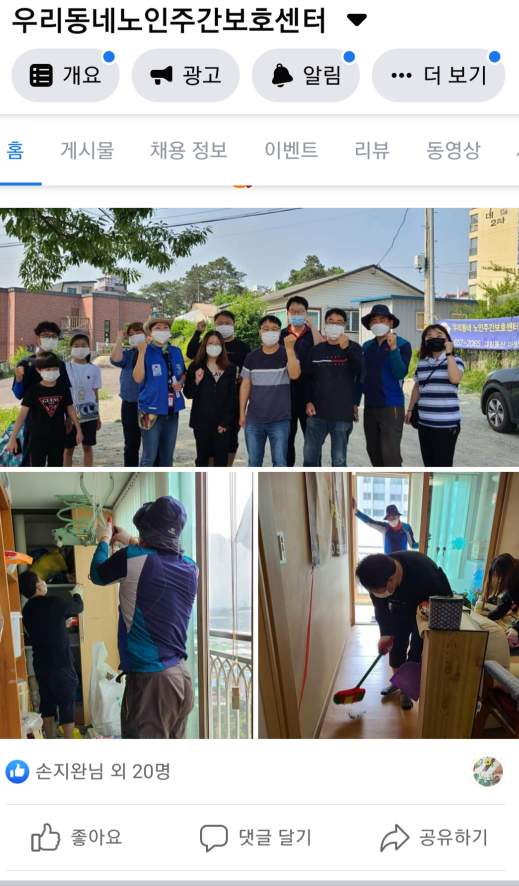 우리동네노인주간보호센터
개요
광고
알림
더 보기
홈
게시물
채용 정보
이벤트
리뷰
동영상
우리동네 노인주간보호센터
손지완님 외 20명
좋아요
댓글 달기
공유하기